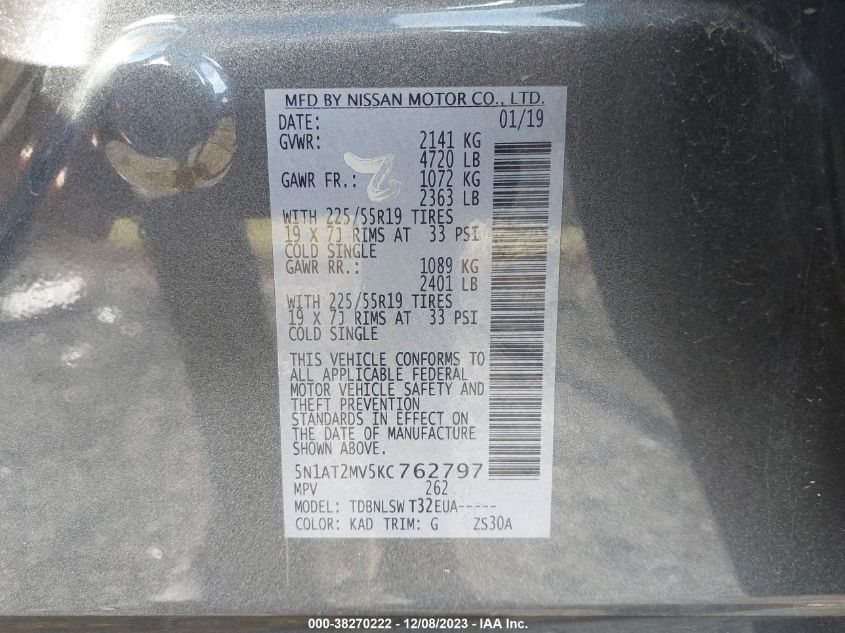 MFD BY NISSAN MOTOR CO., LTD.
DATE: 01/19
GVWR: 2141 KG
4720 LB
GAWR FR.: 1072 KG
2363 LB
WITH 225/55R19 TIRES
19 X 7J RIMS AT 33 PSI
COLD SINGLE
GAWR RR.: 1089 KG
2401 LB
WITH 225/55R19 TIRES
19 X 7J RIMS AT 33 PSI
COLD SINGLE
THIS VEHICLE CONFORMS TO
ALL APPLICABLE FEDERAL
MOTOR VEHICLE SAFETY AND
THEFT PREVENTION
STANDARDS IN EFFECT ON
THE DATE OF MANUFACTURE
SHOWN ABOVE.
5N1AT2MV5KC762797
MPV 262
MODEL: TDBNLSW T32EUA-----
COLOR: KAD TRIM: G ZS30A
000-38270222 - 12/08/2023 - IAA Inc.